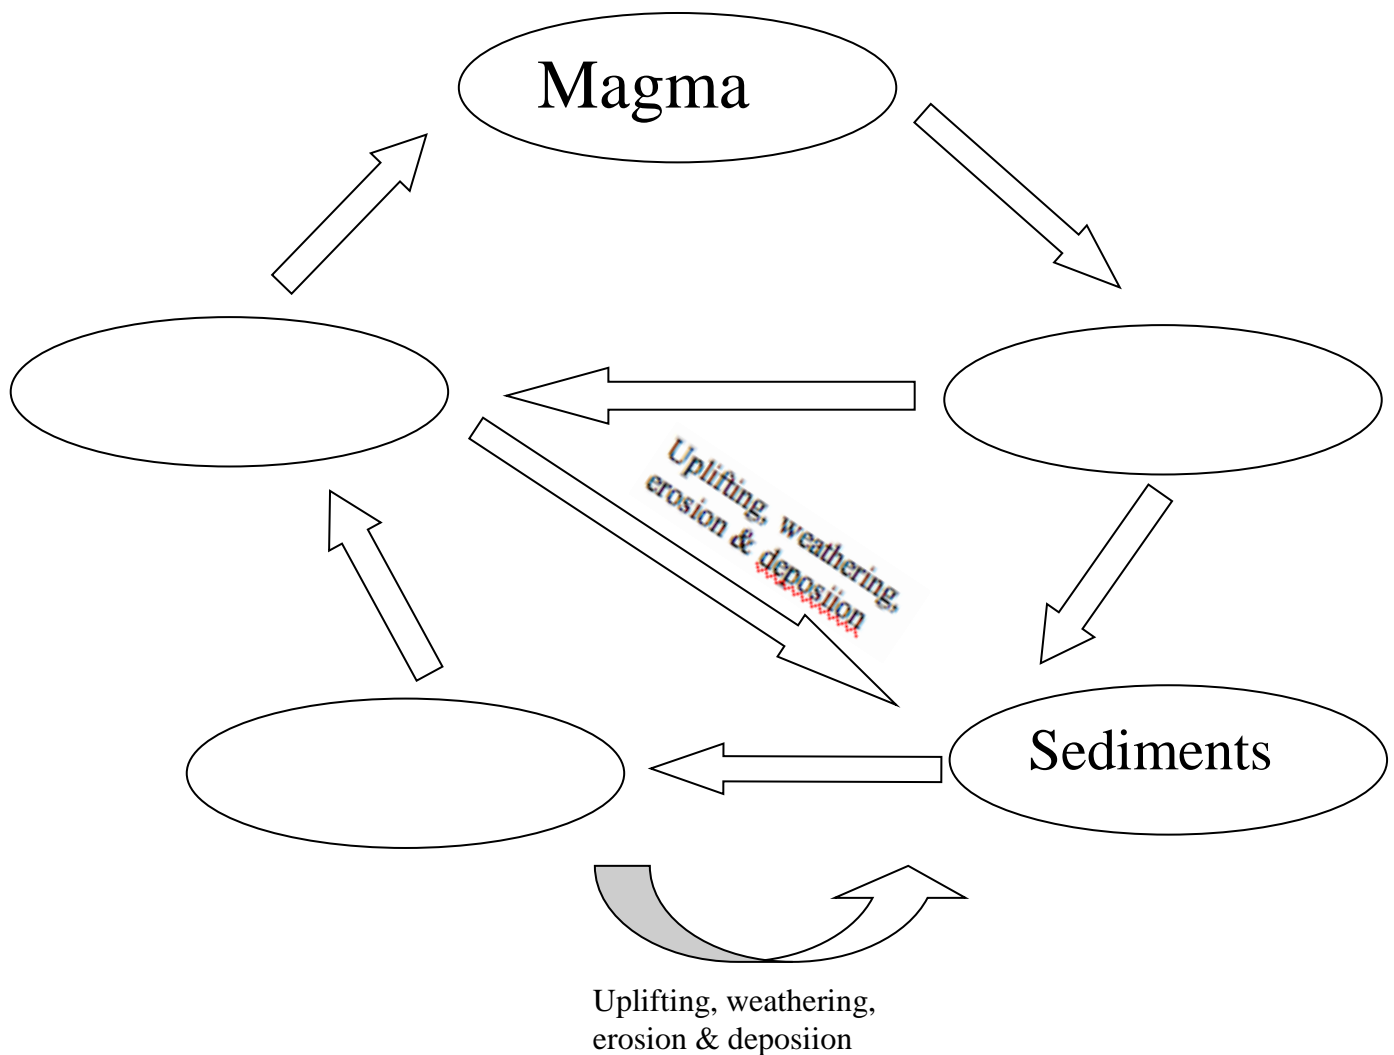 Magma
Uplifting, weathering,
erosion & deposiion
Sediments
Uplifting, weathering,
erosion & deposiion